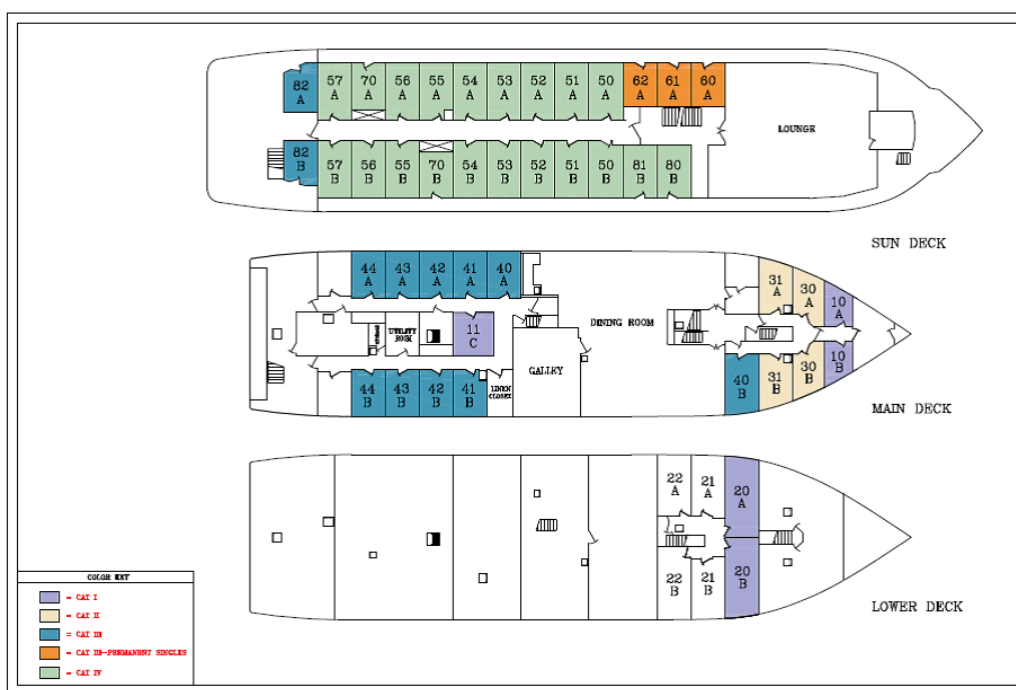 82 A
57 A
70 A
56 A
55 A
54 A
53 A
52 A
51 A
50 A
62 A
61 A
60 A
LOUNGE
82 B
57 B
56 B
55 B
70 B
54 B
53 B
52 B
51 B
50 B
81 B
80 B
SUN DECK
44 A
43 A
42 A
41 A
40 A
31 A
30 A
10 A
UTILITY ROOM
11 C
DINING ROOM
GALLEY
44 B
43 B
42 B
41 B
LINEN CLOSET
40 B
31 B
30 B
10 B
MAIN DECK
22 A
21 A
20 A
22 B
21 B
20 B
LOWER DECK
COLOR KEY
= CAT I
= CAT II
= CAT III
= CAT III-PERMANENT SINGLES
= CAT IV